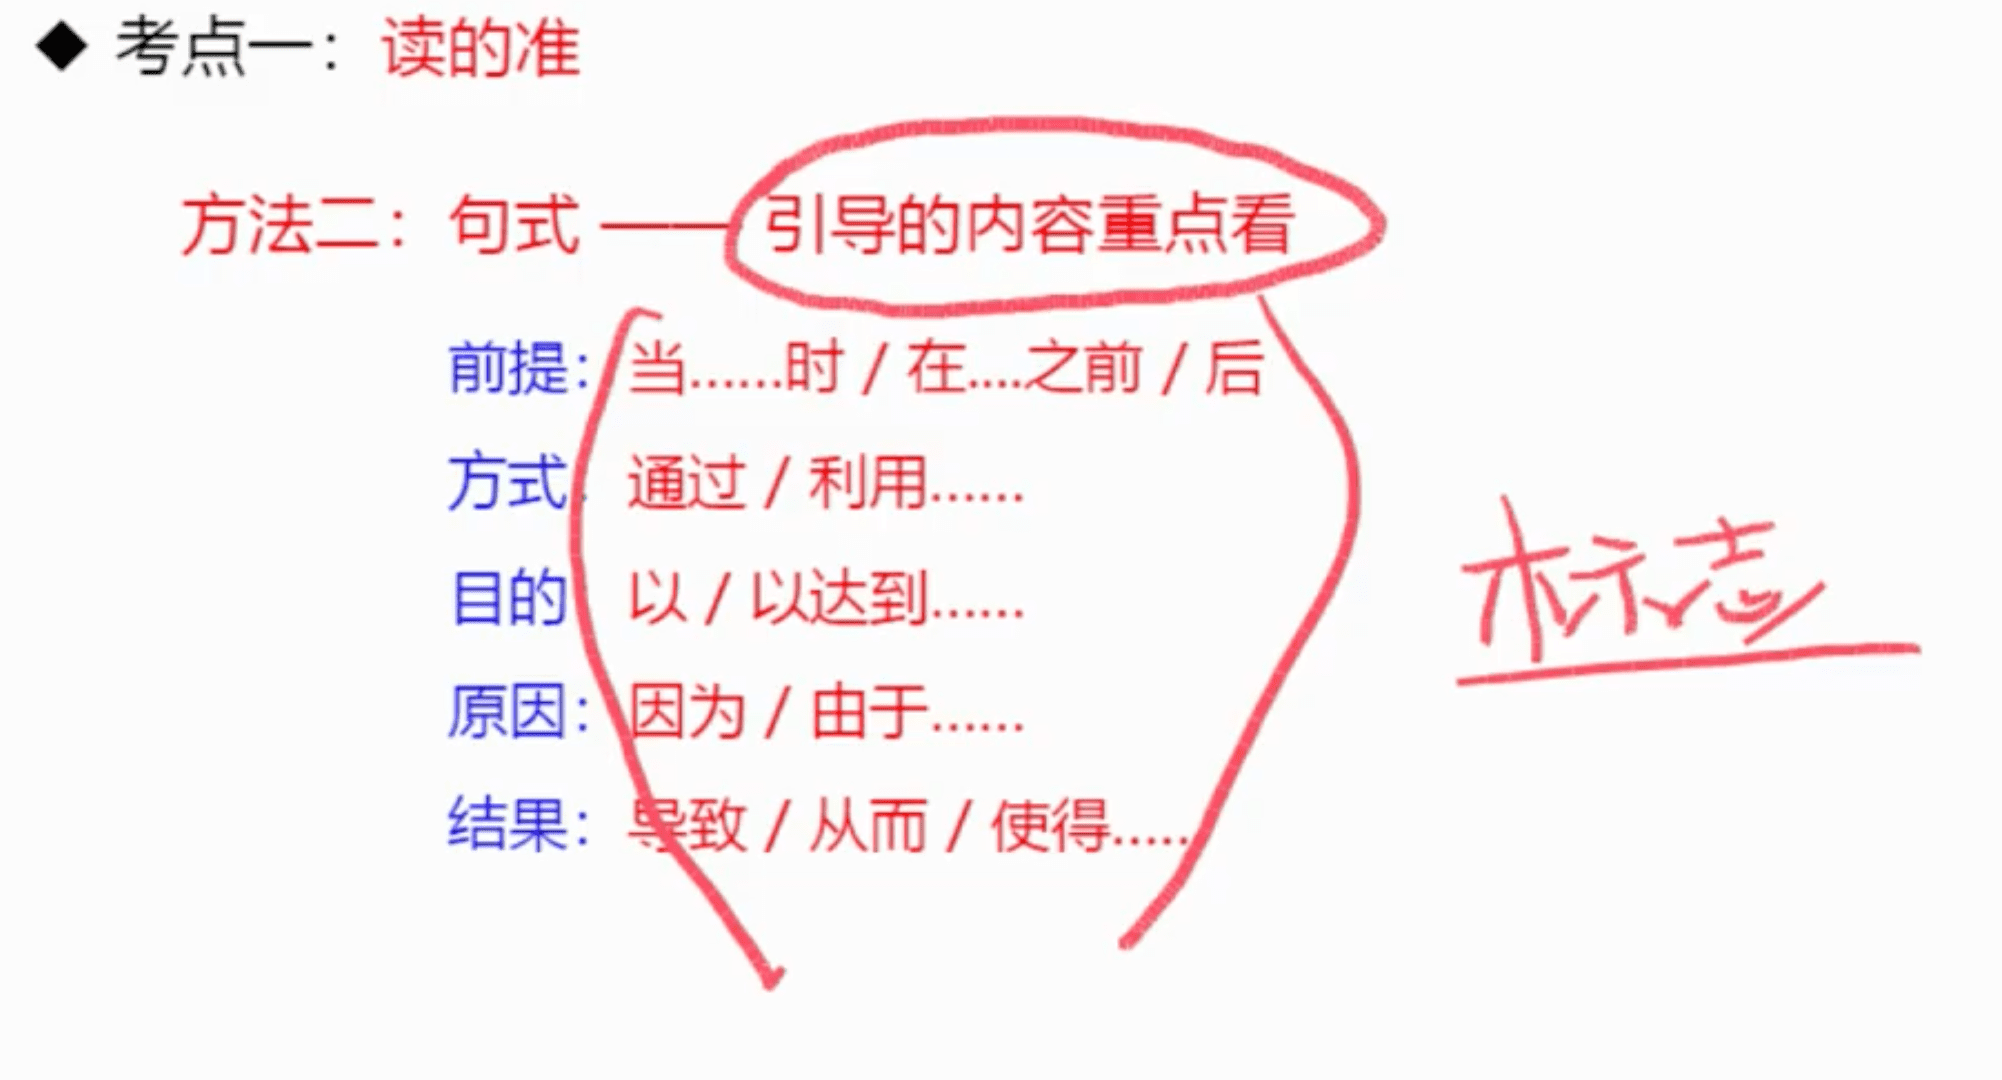 ◆ 考点一：读的准
方法二：句式 —— 引导的内容重点看
前提：当......时 / 在....之前 / 后
方式：通过 / 利用......
目的 以 / 以达到......
原因：因为 / 由于......
结果：导致 / 从而 / 使得......
标志